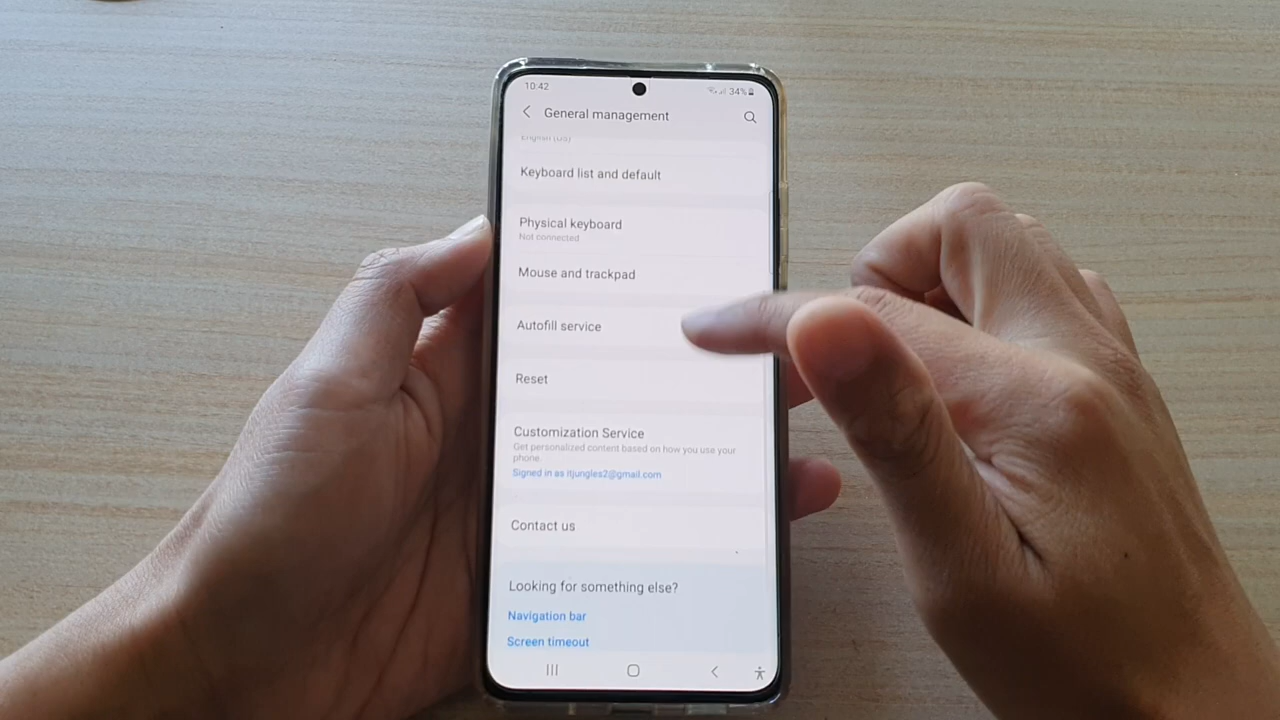 10:42
34%
General management
English (US)
Keyboard list and default
Physical keyboard
Not connected
Mouse and trackpad
Autofill service
Reset
Customization Service
Get personalized content based on how you use your
phone.
Signed in as itjungles2@gmail.com
Contact us
Looking for something else?
Navigation bar
Screen timeout